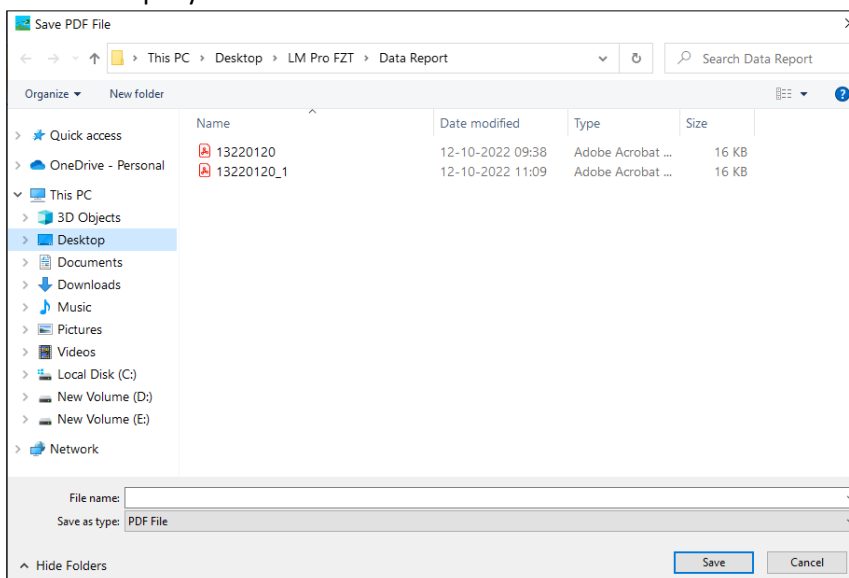 Save PDF File
This PC › Desktop › LM Pro FZT › Data Report
Search Data Report
Organize New folder
Name Date modified Type Size
Quick access
OneDrive - Personal
This PC
3D Objects
Desktop
Documents
Downloads
Music
Pictures
Videos
Local Disk (C:)
New Volume (D:)
New Volume (E:)
Network
13220120 12-10-2022 09:38 Adobe Acrobat ... 16 KB
13220120_1 12-10-2022 11:09 Adobe Acrobat ... 16 KB
File name:
Save as type: PDF File
Hide Folders Save Cancel